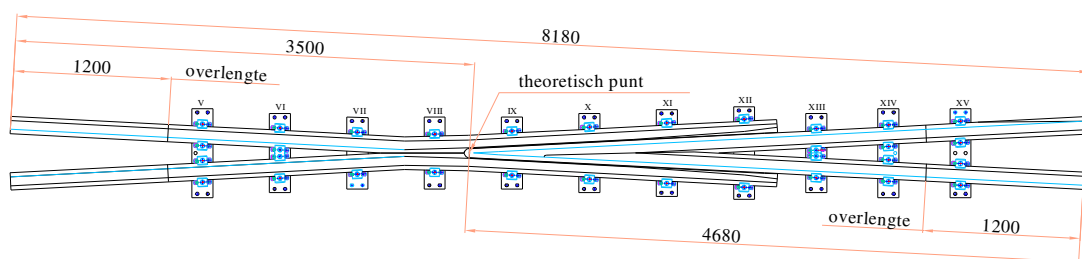 8180
3500
1200
overlengte
theoretisch punt
V
VI
VII
VIII
IX
X
XI
XII
XIII
XIV
XV
overlengte
1200
4680